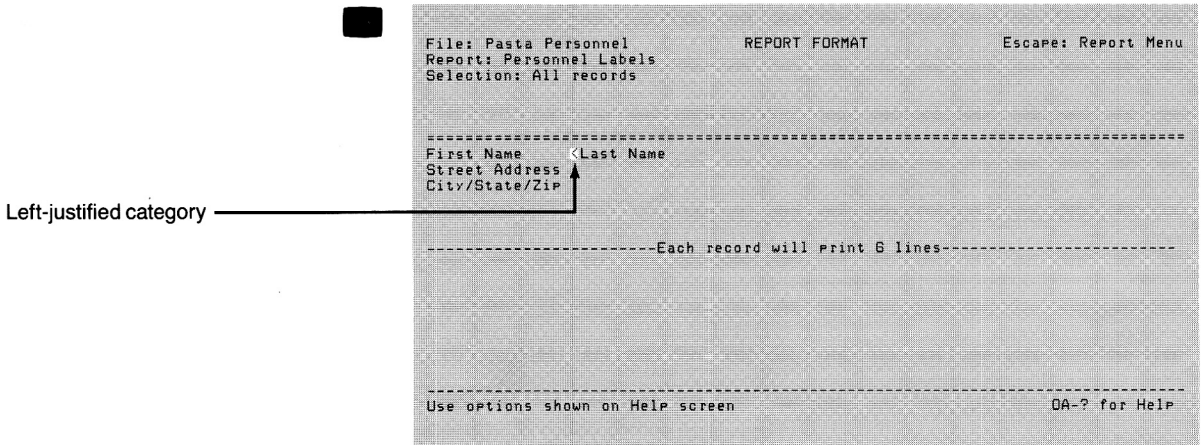 File: Pasta Personnel REPORT FORMAT Escape: Report Menu
Report: Personnel Labels
Selection: All records
================================================================================
First Name <Last Name
Street Address
City/State/Zip
Left-justified category
------------------------Each record will print 6 lines-------------------------
--------------------------------------------------------------------------------
Use options shown on Help screen OA-? for Help